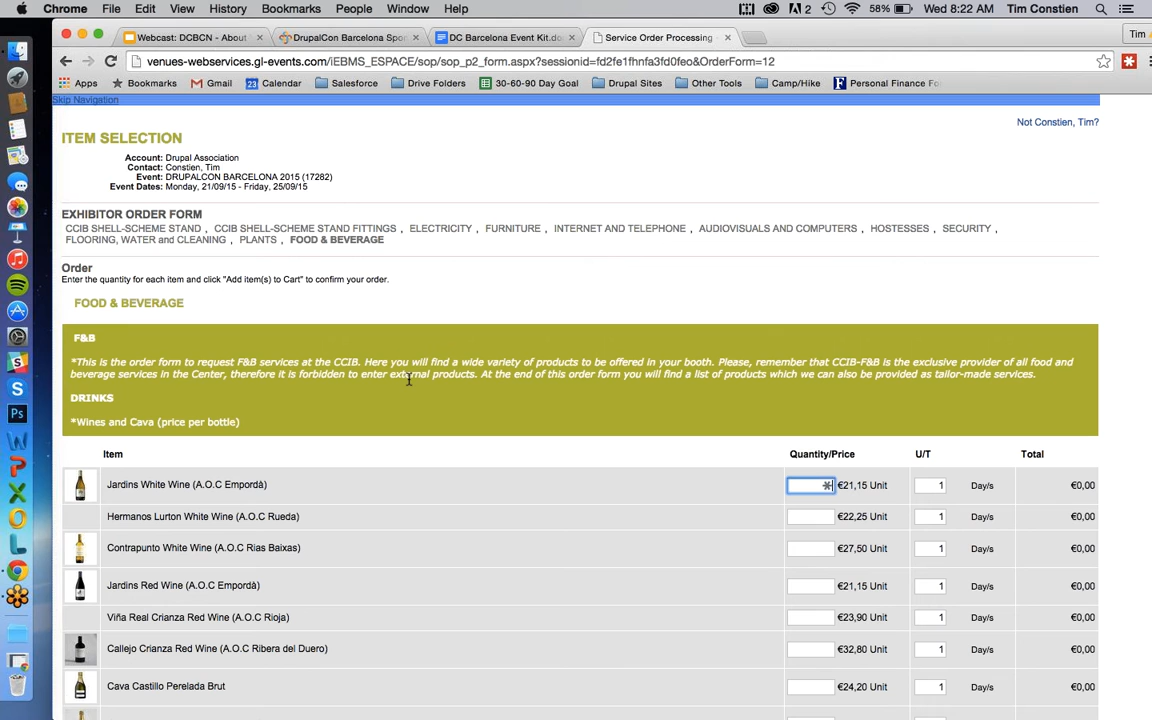 Chrome File Edit View History Bookmarks People Window Help 2 58% Wed 8:22 AM Tim Constien
Webcast: DCBCN - About DrupalCon Barcelona Spo DC Barcelona Event Kit.do Service Order Processing Tim
venues-webservices.gl-events.com/iEBMS_ESPACE/sop/sop_p2_form.aspx?sessionid=fd2fe1fhnfa3fd0feo&OrderForm=12
Apps Bookmarks Gmail 23 Calendar Salesforce Drive Folders 30-60-90 Day Goal Drupal Sites Other Tools Camp/Hike Personal Finance Fo
Skip Navigation
Not Constien, Tim?
ITEM SELECTION
Account: Drupal Association
Contact: Constien, Tim
Event: DRUPALCON BARCELONA 2015 (17282)
Event Dates: Monday, 21/09/15 - Friday, 25/09/15
EXHIBITOR ORDER FORM
CCIB SHELL-SCHEME STAND , CCIB SHELL-SCHEME STAND FITTINGS , ELECTRICITY , FURNITURE , INTERNET AND TELEPHONE , AUDIOVISUALS AND COMPUTERS , HOSTESSES , SECURITY ,
FLOORING, WATER and CLEANING , PLANTS , FOOD & BEVERAGE
Order
Enter the quantity for each item and click "Add item(s) to Cart" to confirm your order.
FOOD & BEVERAGE
F&B
*This is the order form to request F&B services at the CCIB. Here you will find a wide variety of products to be offered in your booth. Please, remember that CCIB-F&B is the exclusive provider of all food and
beverage services in the Center, therefore it is forbidden to enter external products. At the end of this order form you will find a list of products which we can also be provided as tailor-made services.
DRINKS
*Wines and Cava (price per bottle)
Item Quantity/Price U/T Total
Jardins White Wine (A.O.C Empordà) €21,15 Unit 1 Day/s €0,00
Hermanos Lurton White Wine (A.O.C Rueda) €22,25 Unit 1 Day/s €0,00
Contrapunto White Wine (A.O.C Rias Baixas) €27,50 Unit 1 Day/s €0,00
Jardins Red Wine (A.O.C Empordà) €21,15 Unit 1 Day/s €0,00
Viña Real Crianza Red Wine (A.O.C Rioja) €23,90 Unit 1 Day/s €0,00
Callejo Crianza Red Wine (A.O.C Ribera del Duero) €32,80 Unit 1 Day/s €0,00
Cava Castillo Perelada Brut €24,20 Unit 1 Day/s €0,00